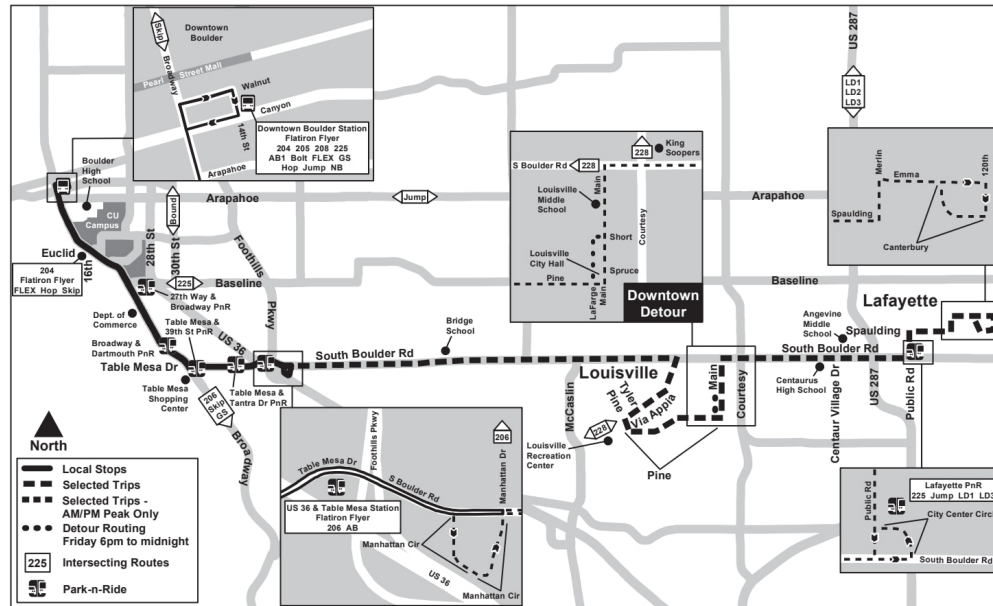 Skip
Downtown
Boulder
Broadway
Pearl Street Mall
Walnut
Canyon
14th St
Arapahoe
Downtown Boulder Station
Flatiron Flyer
204 205 208 225
AB1 Bolt FLEX GS
Hop Jump NB
Boulder
High
School
CU
Campus
Euclid
16th
204
Flatiron Flyer
FLEX Hop Skip
28th St
Bound
30th St
Arapahoe
Jump
Foothills
Pkwy
225
Baseline
27th Way &
Broadway PnR
Dept. of
Commerce
Table Mesa &
39th St PnR
US 36
Broadway &
Dartmouth PnR
Table Mesa Dr
Table Mesa
Shopping
Center
206
Skip
GS
Broadway
Table Mesa &
Tantra Dr PnR
South Boulder Rd
Bridge
School
228
King
Soopers
S Boulder Rd
228
Main
Louisville
Middle
School
Short
Courtesy
Louisville
City Hall
Spruce
Pine
LaFarge
Main
Downtown
Detour
Arapahoe
Baseline
US 287
LD1
LD2
LD3
Merlin
Emma
120th
Spaulding
Canterbury
Lafayette
Angevine
Middle
School
Spaulding
South Boulder Rd
Centaurus
High School
Centaur Village Dr
US 287
Public Rd
McCaslin
Louisville
Tyler
Pine
Via Appia
Main
Courtesy
228
Louisville
Recreation
Center
Pine
North
Local Stops
Selected Trips
Selected Trips -
AM/PM Peak Only
Detour Routing
Friday 6pm to midnight
225
Intersecting Routes
Park-n-Ride
Table Mesa Dr
Foothills Pkwy
S Boulder Rd
206
Manhattan Dr
US 36 & Table Mesa Station
Flatiron Flyer
206 AB
Manhattan Cir
US 36
Manhattan Cir
Public Rd
Lafayette PnR
225 Jump LD1 LD3
City Center Circl
South Boulder Rd